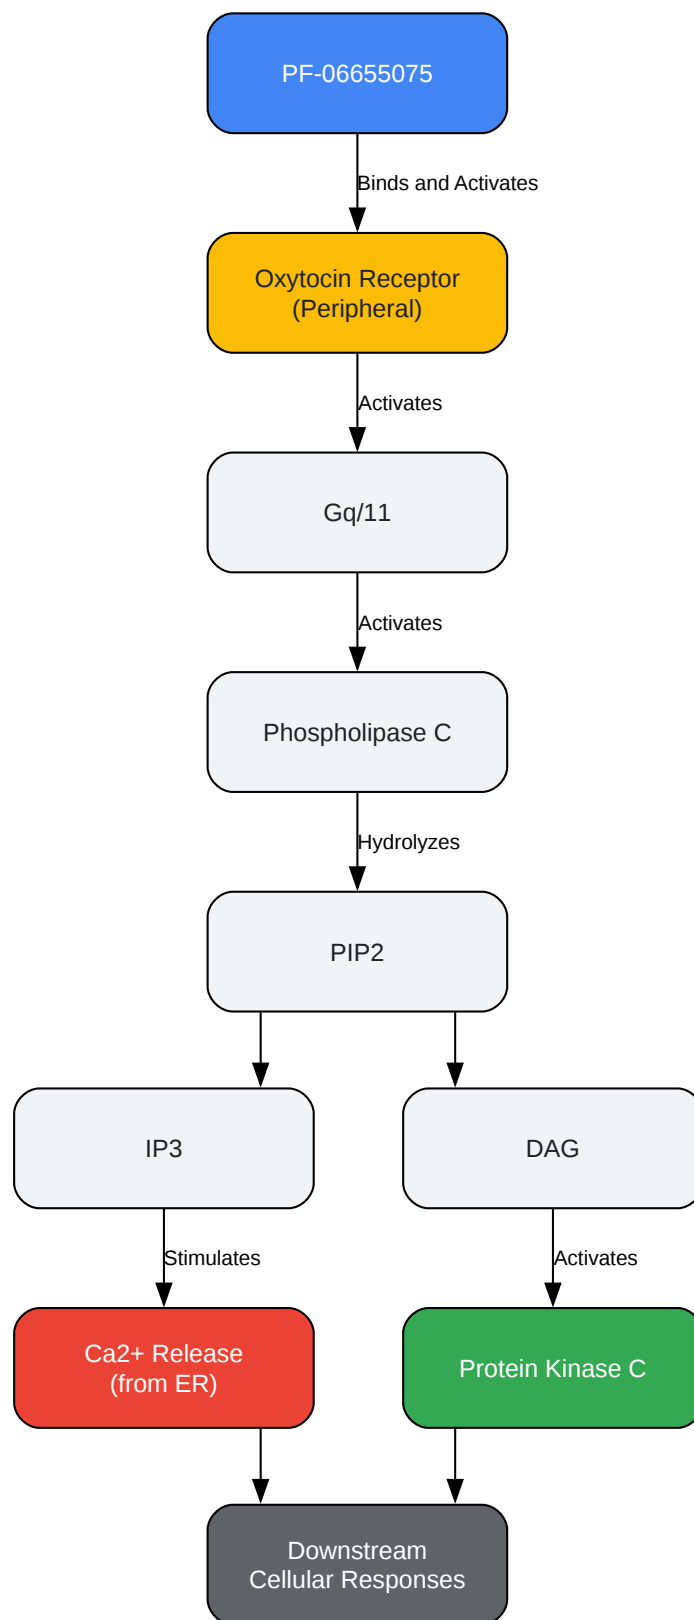 PF-06655075
Binds and Activates
Oxytocin Receptor
(Peripheral)
Activates
Gq/11
Activates
Phospholipase C
Hydrolyzes
PIP2
IP3
DAG
Stimulates
Activates
Ca2+ Release
(from ER)
Protein Kinase C
Downstream
Cellular Responses